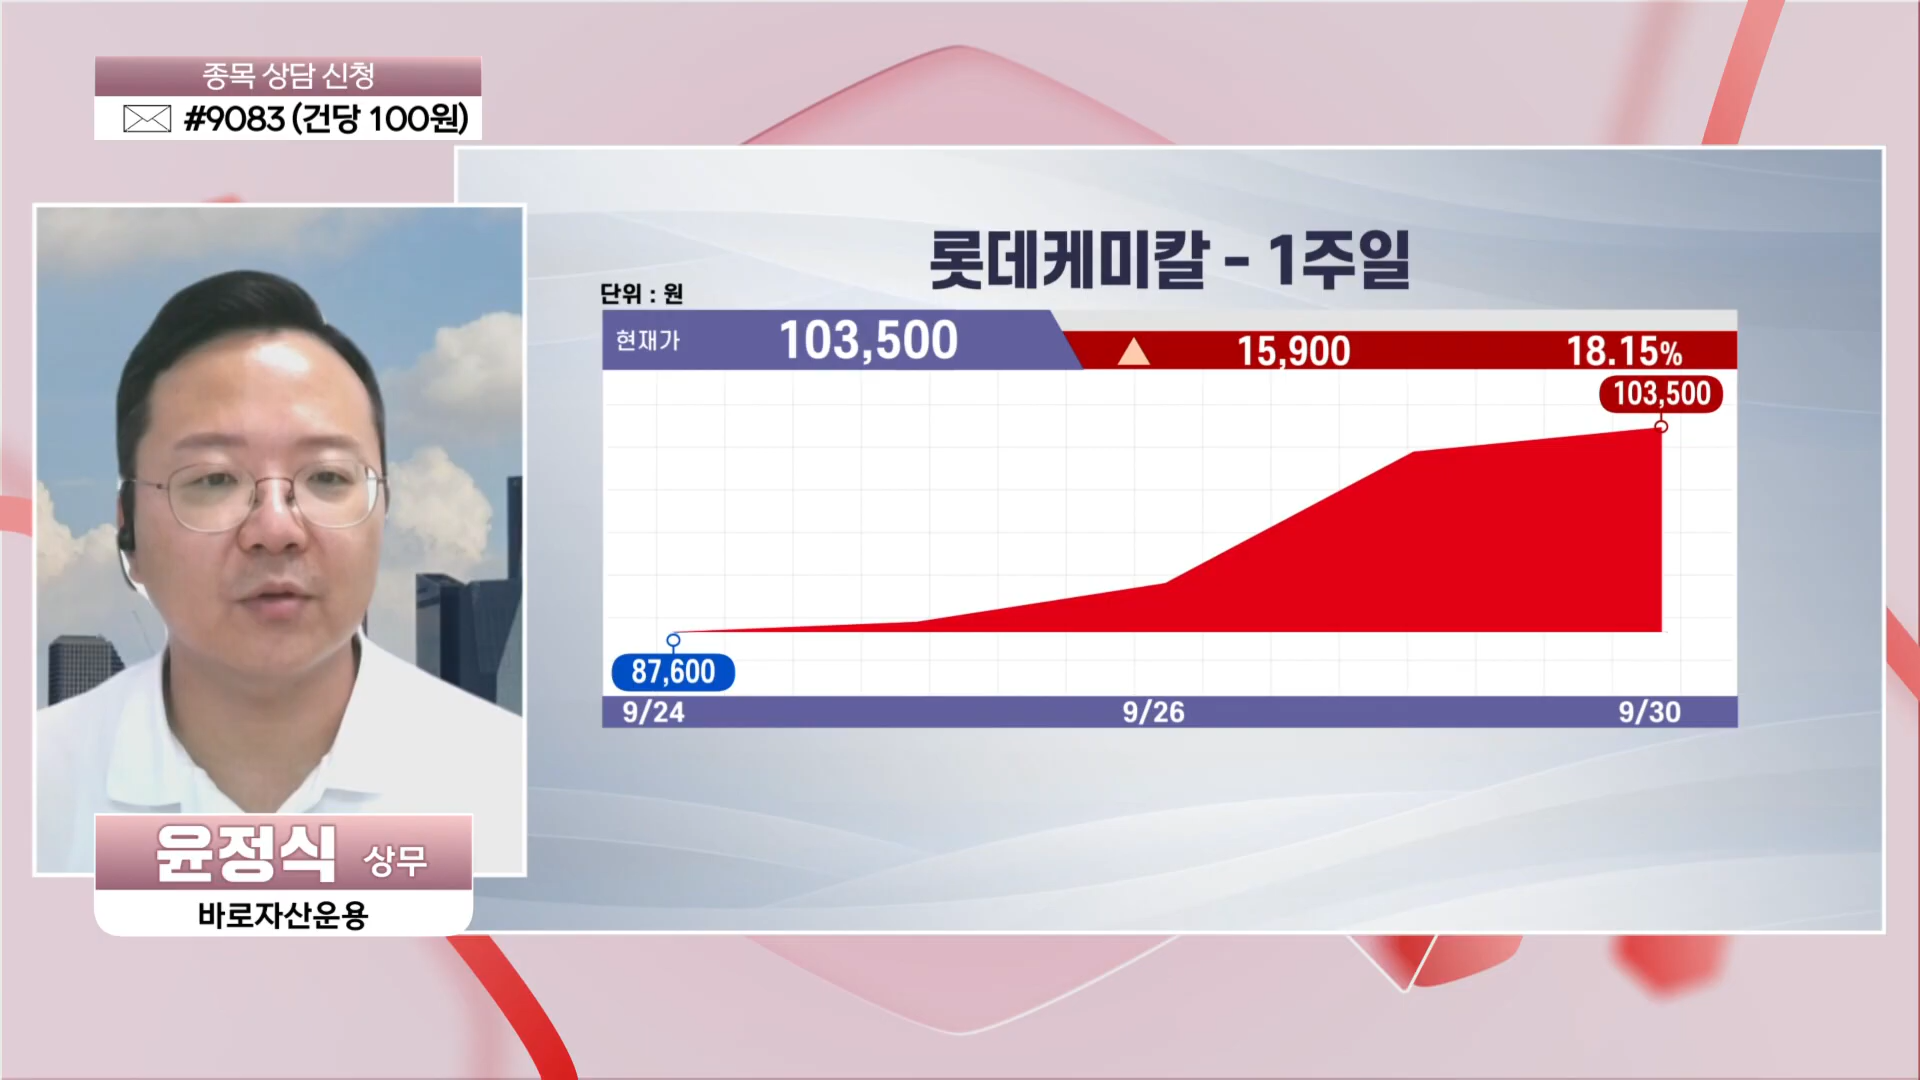 종목 상담 신청
#9083 (건당 100원)
롯데케미칼 - 1주일
단위 : 원
현재가 103,500 15,900 18.15%
103,500
87,600
9/24 9/26 9/30
윤정식 상무
바로자산운용